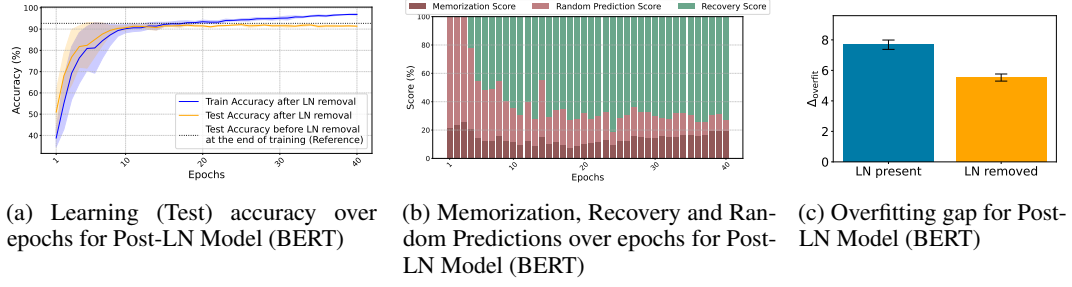 100
90
80
70
60
50
40
Accuracy (%)
Train Accuracy after LN removal
Test Accuracy after LN removal
Test Accuracy before LN removal
at the end of training (Reference)
1
10
20
30
40
Epochs
(a) Learning (Test) accuracy over
epochs for Post-LN Model (BERT)
Memorization Score
Random Prediction Score
Recovery Score
100
80
60
40
20
0
Score (%)
1
10
20
30
40
Epochs
(b) Memorization, Recovery and Ran-
dom Predictions over epochs for Post-
LN Model (BERT)
8
6
4
2
0
Δoverfit
LN present
LN removed
(c) Overfitting gap for Post-
LN Model (BERT)